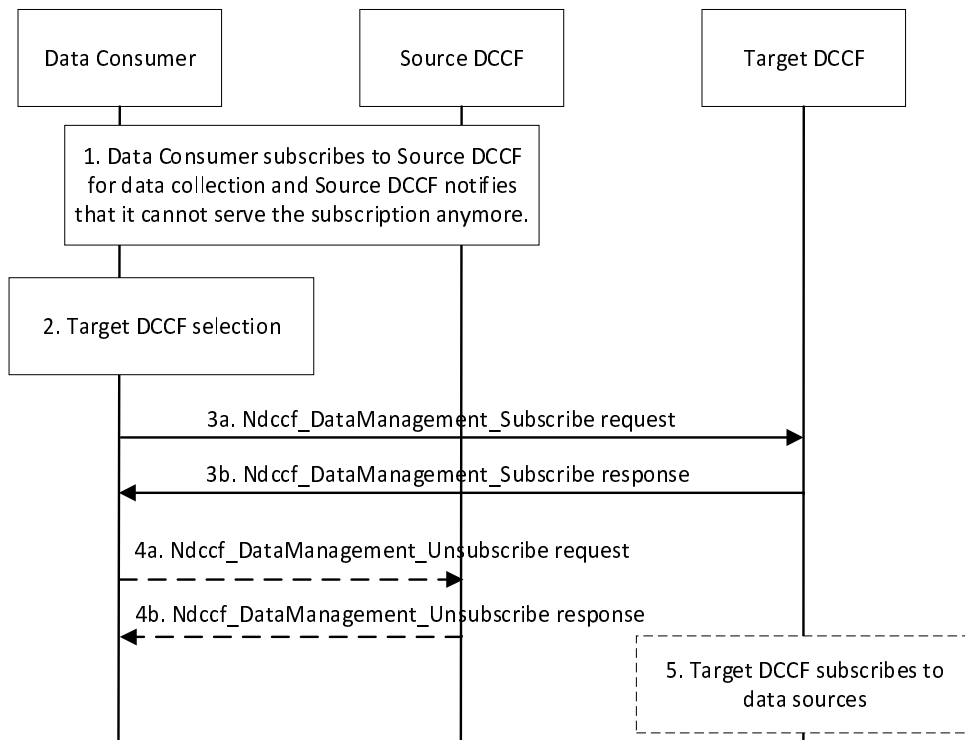 Data Consumer
Source DCCF
Target DCCF
1. Data Consumer subscribes to Source DCCF
for data collection and Source DCCF notifies
that it cannot serve the subscription anymore.
2. Target DCCF selection
3a. Ndccf_DataManagement_Subscribe request
3b. Ndccf_DataManagement_Subscribe response
4a. Ndccf_DataManagement_Unsubscribe request
4b. Ndccf_DataManagement_Unsubscribe response
5. Target DCCF subscribes to
data sources